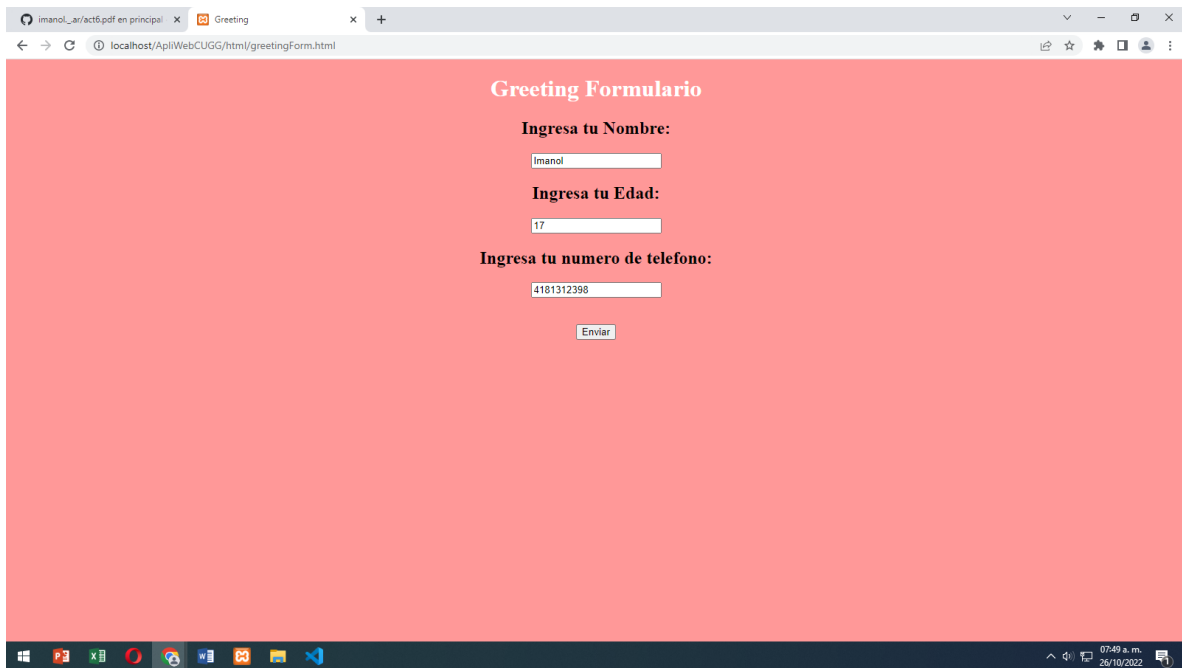 imanol._.ar/act6.pdf en principal
Greeting
localhost/ApliWebCUGG/html/greetingForm.html
Greeting Formulario
Ingresa tu Nombre:
Imanol
Ingresa tu Edad:
17
Ingresa tu numero de telefono:
4181312398
Enviar
07:49 a. m.
26/10/2022